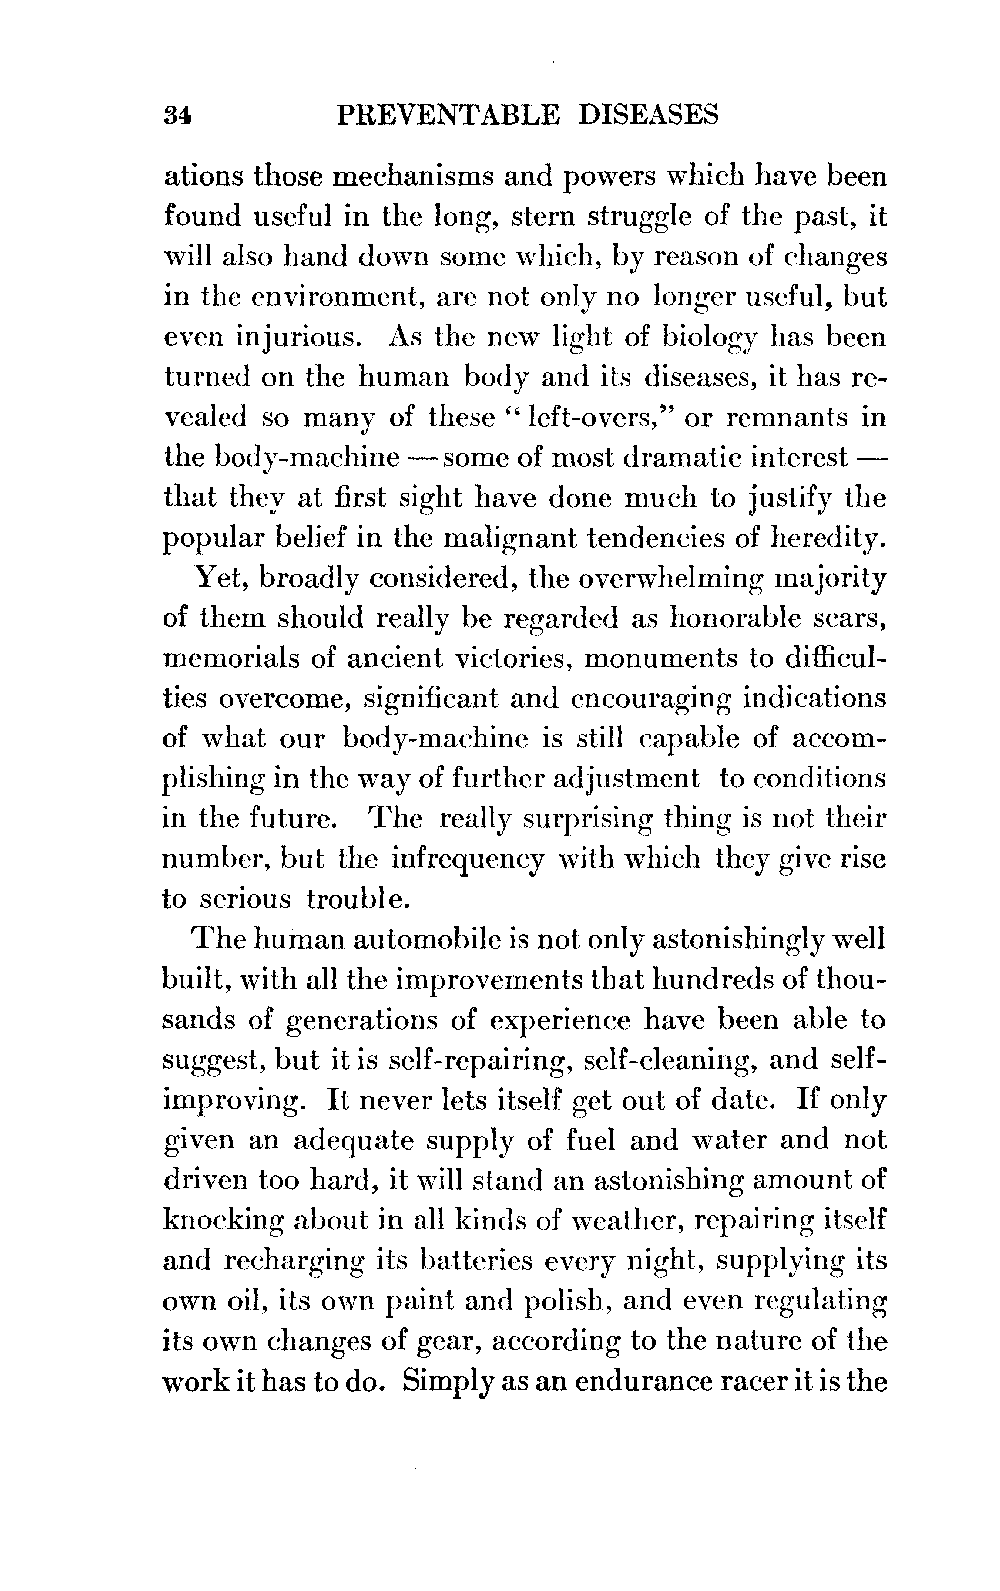 34 PREVENTABLE DISEASES
ations those mechanisms and powers which have been
found useful in the long, stern struggle of the past, it
will also hand down some which, by reason of changes
in the environment, are not only no longer useful, but
even injurious. As the new light of biology has been
turned on the human body and its diseases, it has re-
vealed so many of these "left-overs," or remnants in
the body-machine — some of most dramatic interest —
that they at first sight have done much to justify the
popular belief in the malignant tendencies of heredity.
Yet, broadly considered, the overwhelming majority
of them should really be regarded as honorable scars,
memorials of ancient victories, monuments to difficul-
ties overcome, significant and encouraging indications
of what our body-machine is still capable of accom-
plishing in the way of further adjustment to conditions
in the future. The really surprising thing is not their
number, but the infrequency with which they give rise
to serious trouble.
The human automobile is not only astonishingly well
built, with all the improvements that hundreds of thou-
sands of generations of experience have been able to
suggest, but it is self-repairing, self-cleaning, and self-
improving. It never lets itself get out of date. If only
given an adequate supply of fuel and water and not
driven too hard, it will stand an astonishing amount of
knocking about in all kinds of weather, repairing itself
and recharging its batteries every night, supplying its
own oil, its own paint and polish, and even regulating
its own changes of gear, according to the nature of the
work it has to do. Simply as an endurance racer it is the